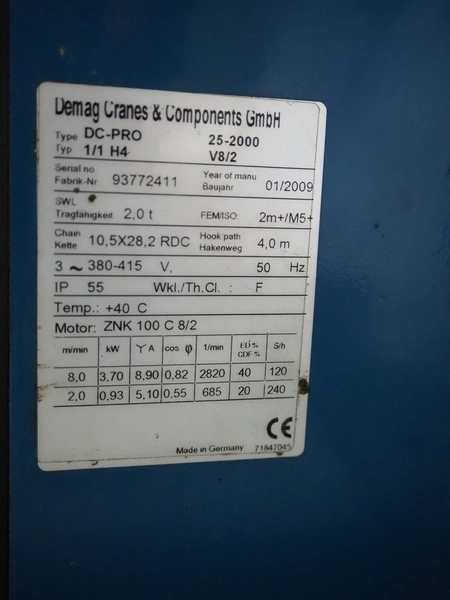 Demag Cranes & Components GmbH
Type DC-PRO 25-2000
Typ 1/1 H4 V8/2
Serial no. Year of manu
Fabrik-Nr 93772411 Baujahr 01/2009
SWL
Tragfähigkeit 2,0 t FEM/ISO: 2m+/M5+
Chain Hook path
Kette 10,5X28,2 RDC Hakenweg 4,0 m
3 ~ 380-415 V, 50 Hz
IP 55 Wkl./Th.Cl. : F
Temp.: +40 C
Motor: ZNK 100 C 8/2
m/min kW Y A cos φ 1/min ED% CDF% S/h
8,0 3,70 8,90 0,82 2820 40 120
2,0 0,93 5,10 0,55 685 20 240
CE
Made in Germany 71847045